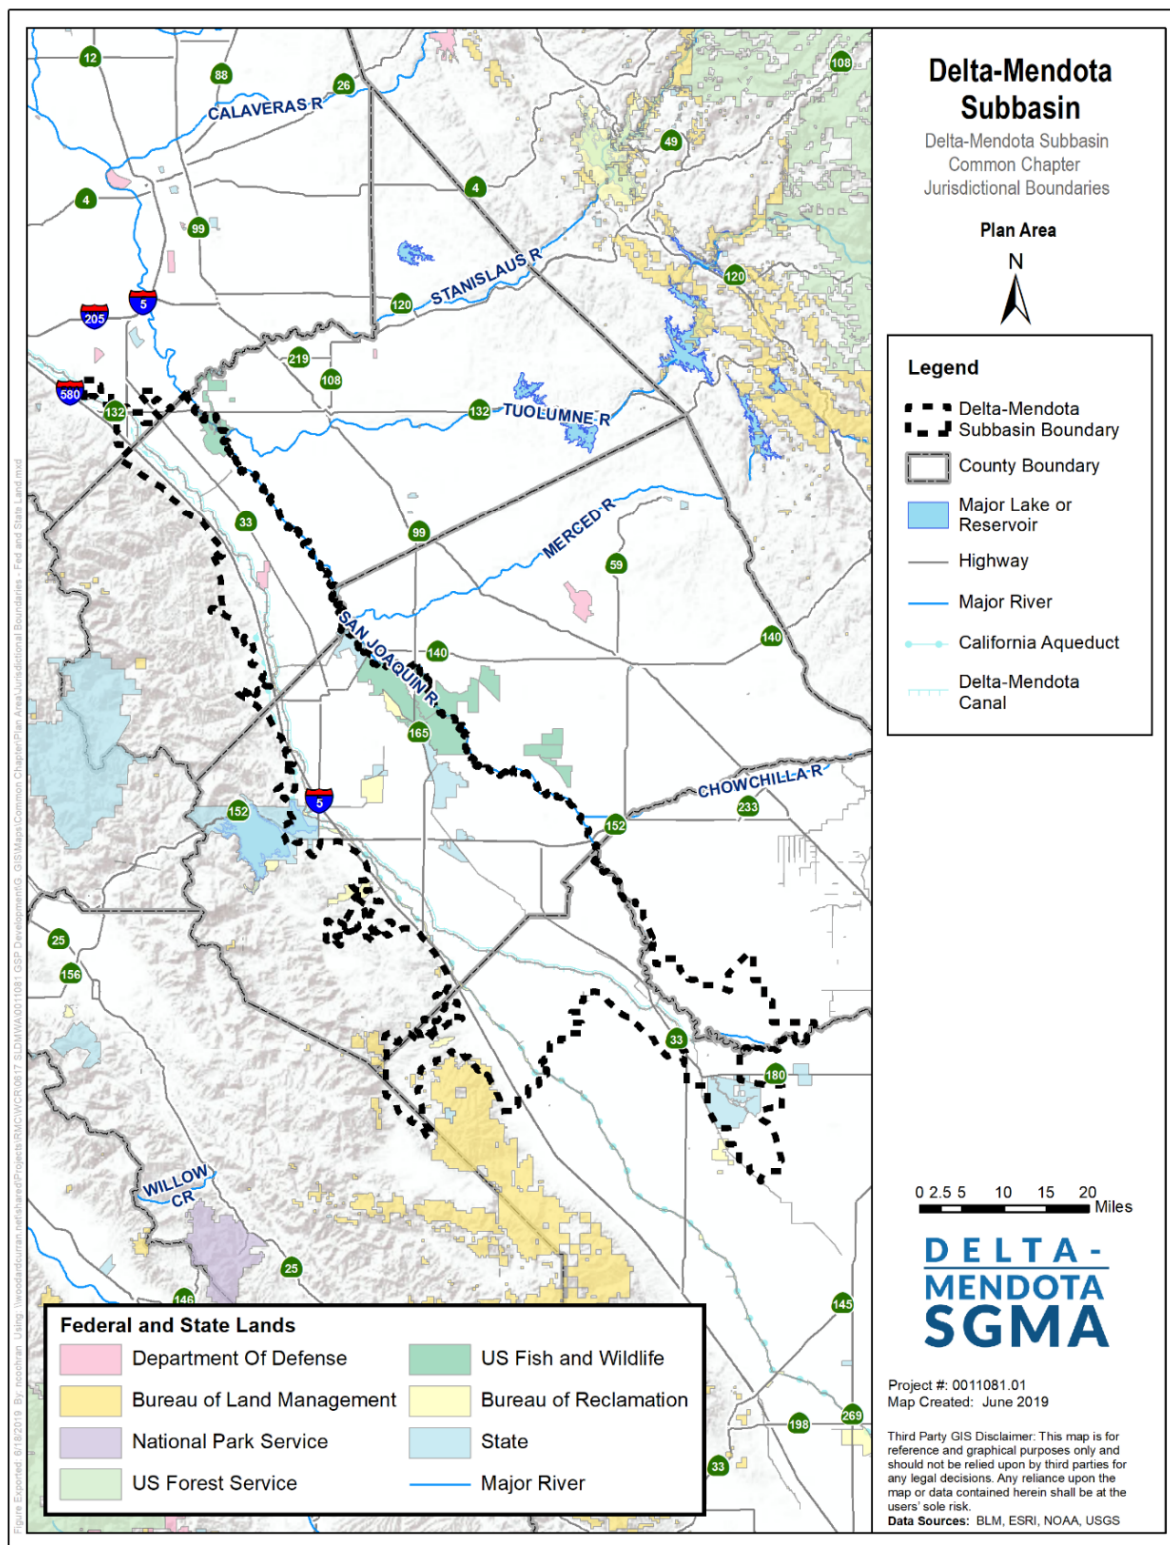 Delta-Mendota
Subbasin
Delta-Mendota Subbasin
Common Chapter
Jurisdictional Boundaries
Plan Area
N
Legend
Delta-Mendota
Subbasin Boundary
County Boundary
Major Lake or
Reservoir
Highway
Major River
California Aqueduct
Delta-Mendota
Canal
0 2.5 5 10 15 20
Miles
DELTA-
MENDOTA
SGMA
Project #: 0011081.01
Map Created: June 2019
Third Party GIS Disclaimer: This map is for
reference and graphical purposes only and
should not be relied upon by third parties for
any legal decisions. Any reliance upon the
map or data contained herein shall be at the
users' sole risk.
Data Sources: BLM, ESRI, NOAA, USGS
12
88
26
108
CALAVERAS R
49
4
4
99
STANISLAUS R
120
120
5
205
219
108
580
132
132
TUOLUMNE R
33
99
MERCED R
59
SAN JOAQUIN R
140
140
165
CHOWCHILLA R
233
5
152
152
25
156
33
180
WILLOW
CR
25
146
145
198
269
33
Federal and State Lands
Department Of Defense
US Fish and Wildlife
Bureau of Land Management
Bureau of Reclamation
National Park Service
State
US Forest Service
Major River